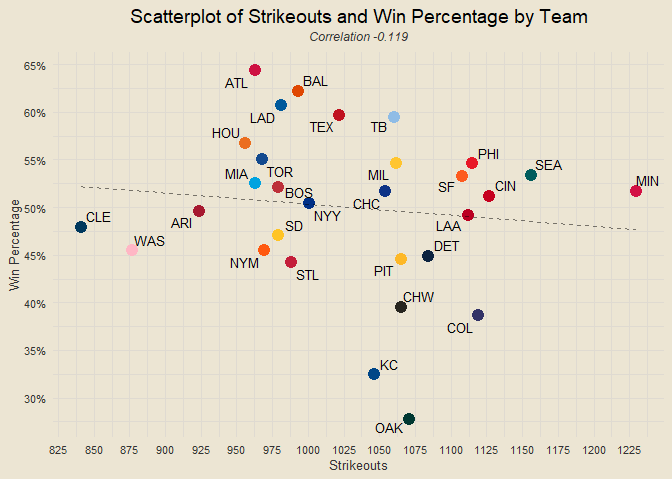 Scatterplot of Strikeouts and Win Percentage by Team
Correlation -0.119
65%
ATL
BAL
60%
LAD
TEX
TB
HOU
55%
MIA
TOR
MIL
PHI
SEA
BOS
SF
CIN
MIN
50%
CLE
ARI
NYY
CHC
LAA
WAS
SD
DET
45%
NYM
STL
PIT
40%
CHW
COL
35%
KC
30%
OAK
Win Percentage
825 850 875 900 925 950 975 1000 1025 1050 1075 1100 1125 1150 1175 1200 1225
Strikeouts